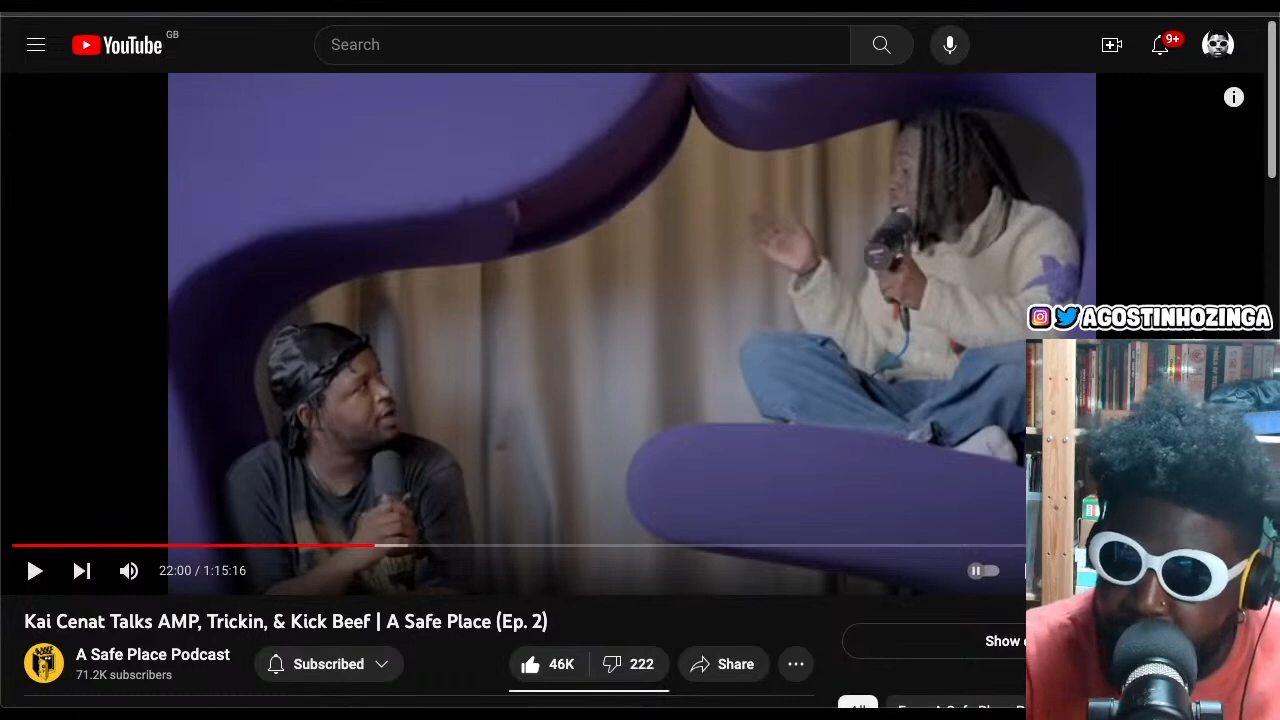 YouTube GB
Search
9+
AGOSTINHOZINGA
22:00 / 1:15:16
Kai Cenat Talks AMP, Trickin, & Kick Beef | A Safe Place (Ep. 2)
A Safe Place Podcast
71.2K subscribers
Subscribed
46K
222
Share
Show